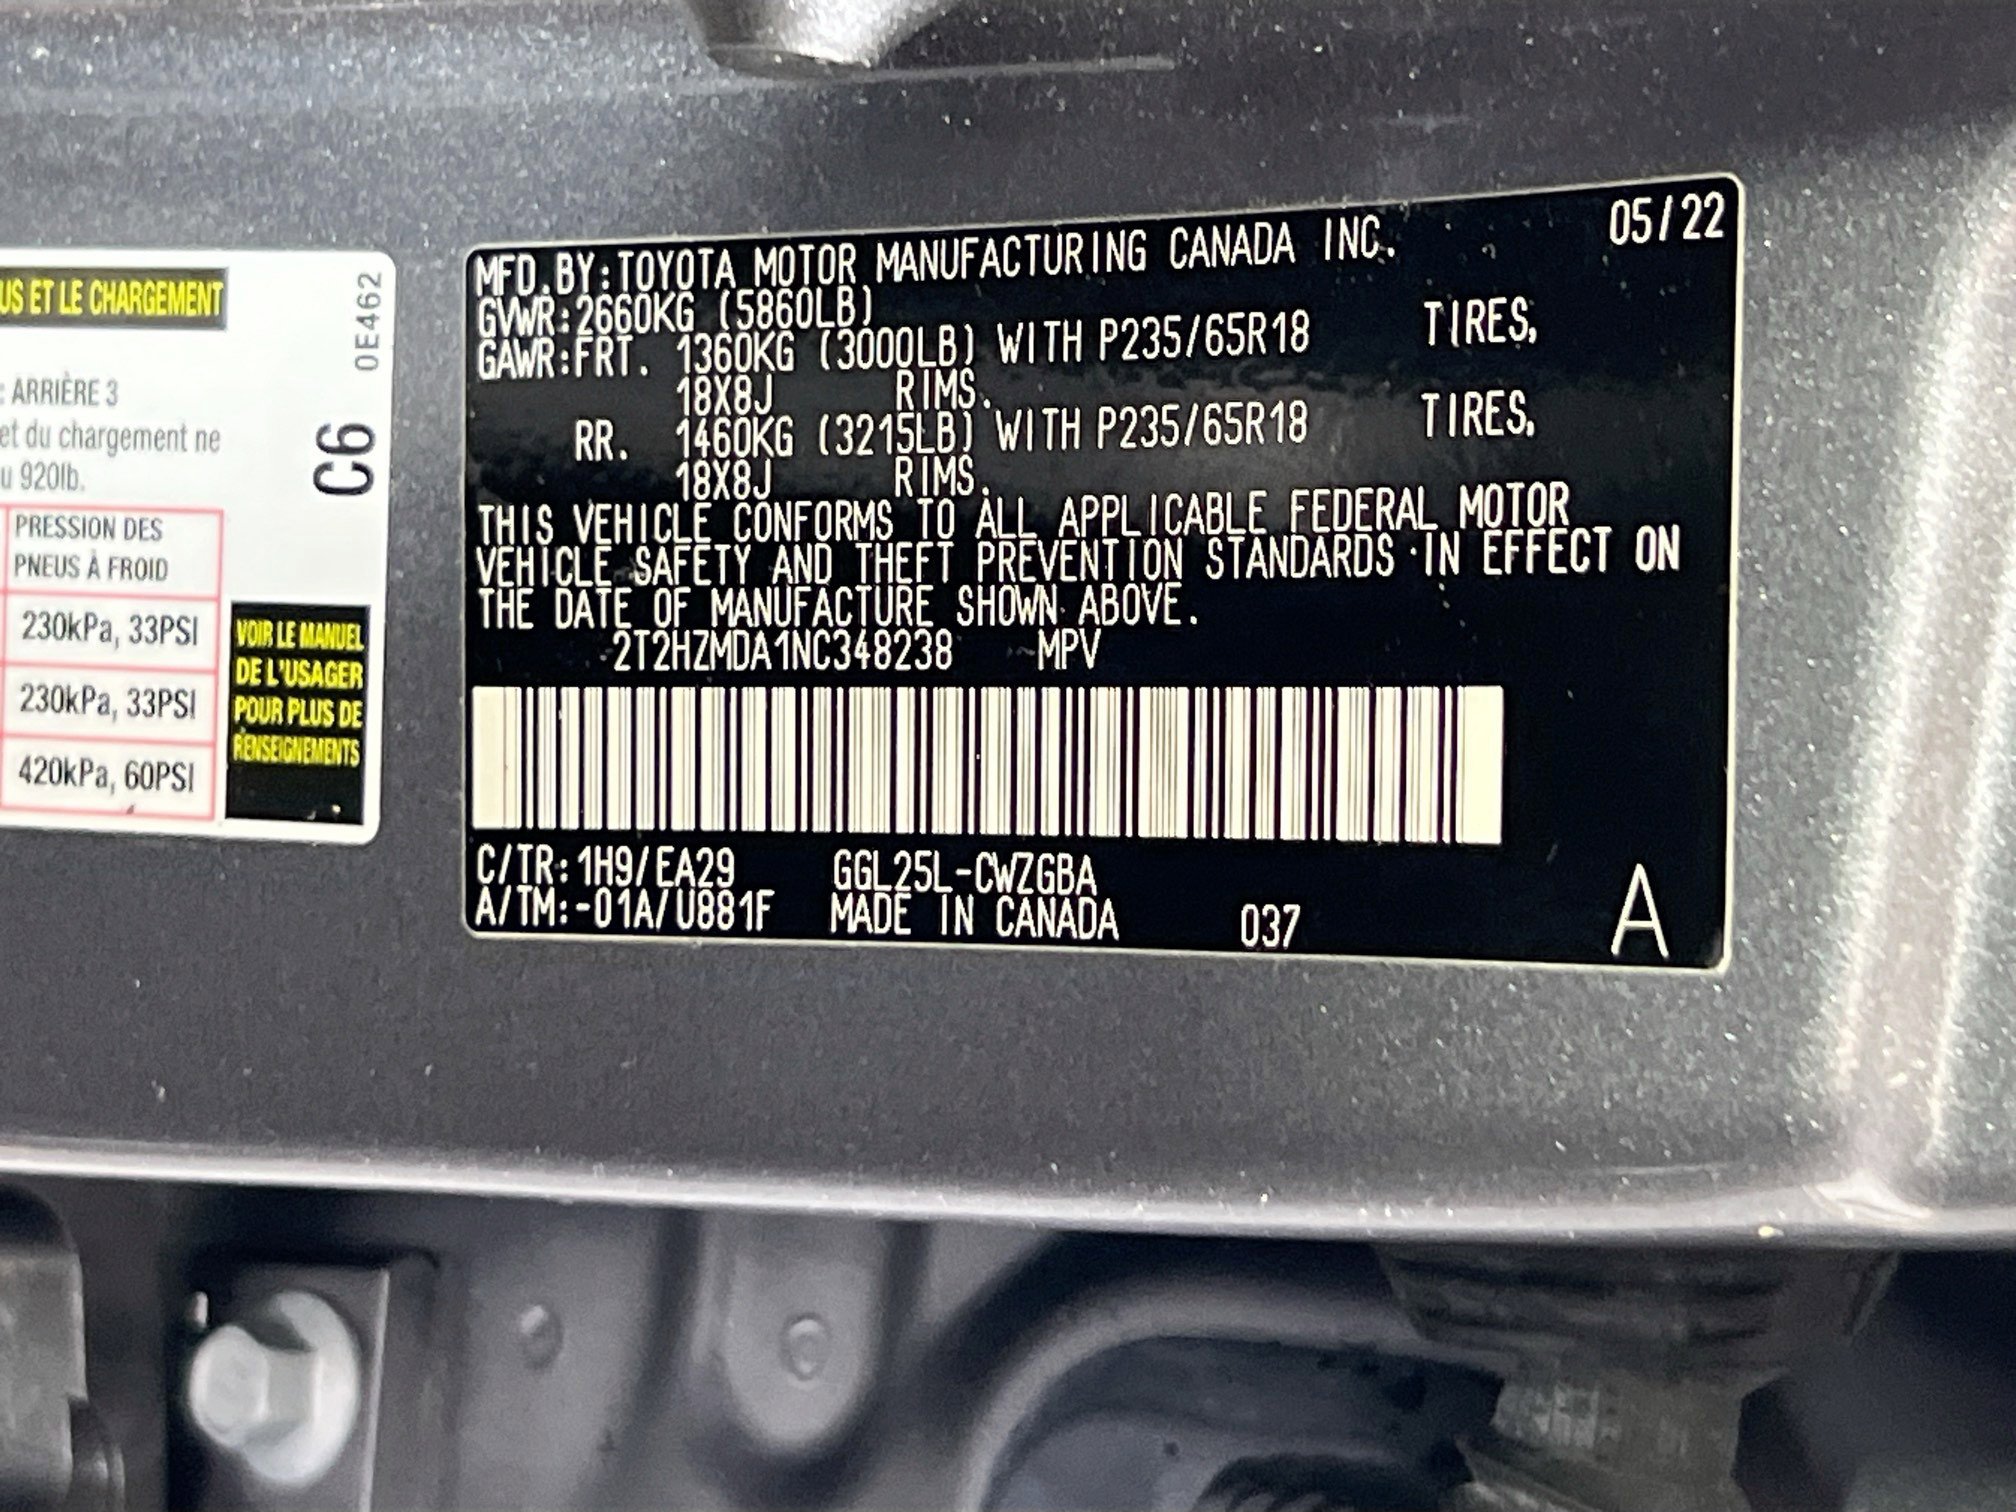 US ET LE CHARGEMENT
0E462
: ARRIÈRE 3
et du chargement ne
u 920lb.
C6
PRESSION DES
PNEUS À FROID
230kPa, 33PSI
230kPa, 33PSI
420kPa, 60PSI
VOIR LE MANUEL
DE L'USAGER
POUR PLUS DE
RENSEIGNEMENTS
05/22
MFD.BY:TOYOTA MOTOR MANUFACTURING CANADA INC.
GVWR:2660KG (5860LB)
GAWR:FRT. 1360KG (3000LB) WITH P235/65R18 TIRES,
18X8J RIMS.
RR. 1460KG (3215LB) WITH P235/65R18 TIRES,
18X8J RIMS.
THIS VEHICLE CONFORMS TO ALL APPLICABLE FEDERAL MOTOR
VEHICLE SAFETY AND THEFT PREVENTION STANDARDS IN EFFECT ON
THE DATE OF MANUFACTURE SHOWN ABOVE.
2T2HZMDA1NC348238 MPV
C/TR:1H9/EA29 GGL25L-CWZGBA
A/TM:-01A/U881F MADE IN CANADA 037 A